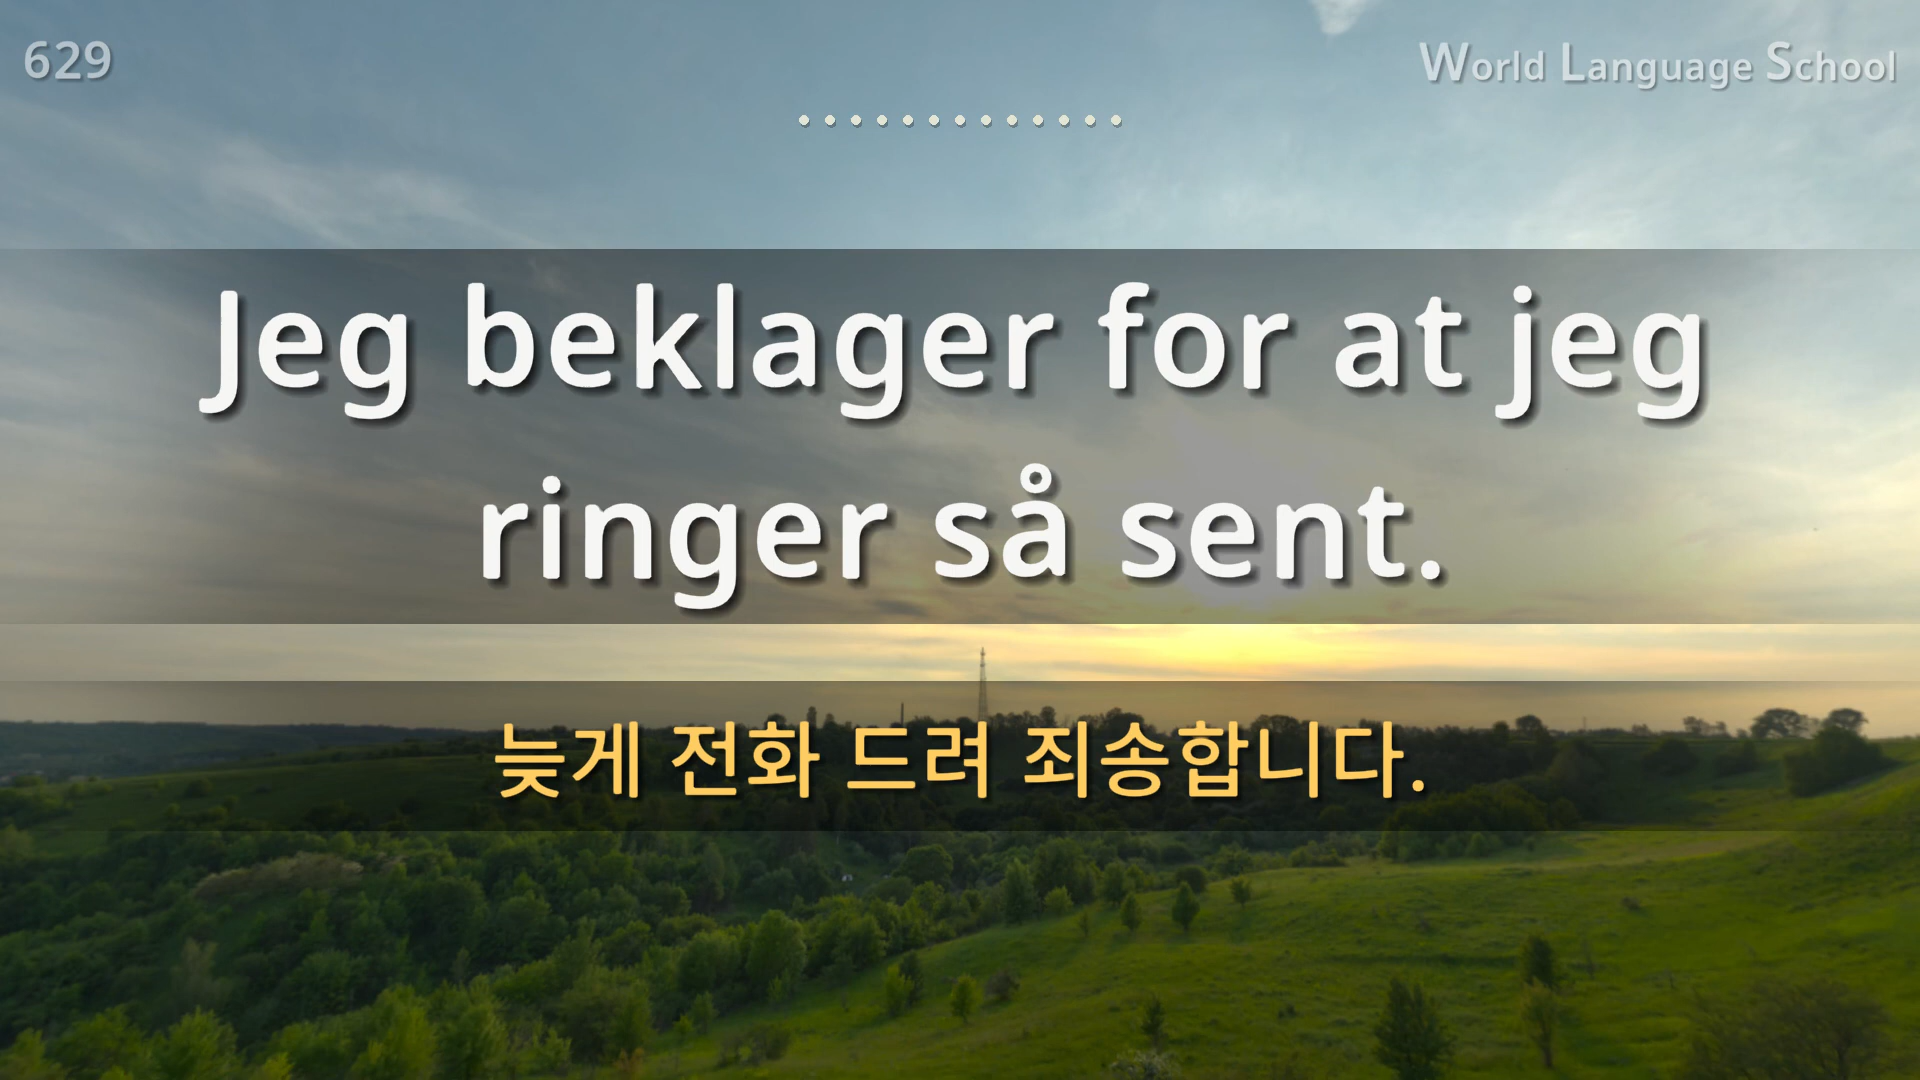 629
World Language School
Jeg beklager for at jeg
ringer så sent.
늦게 전화 드려 죄송합니다.